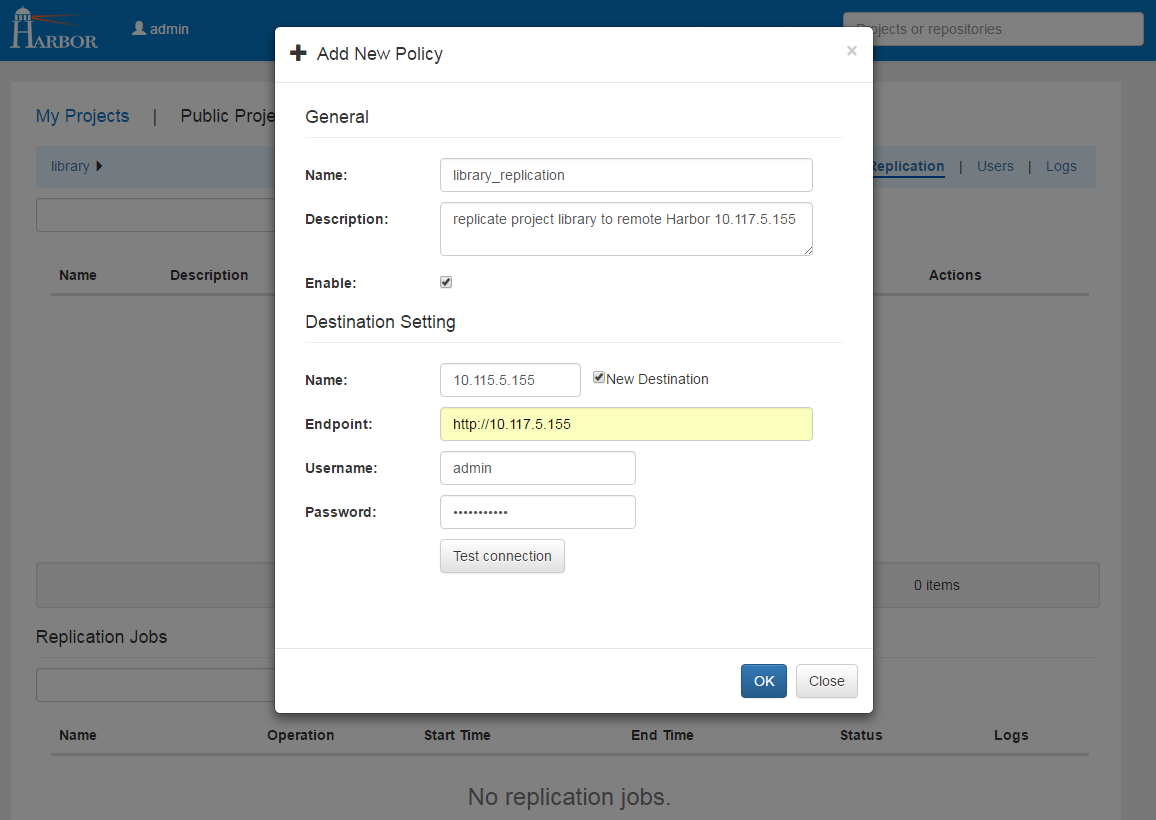 HARBOR
admin
Projects or repositories
Add New Policy
×
My Projects | Public Proje
library
Replication | Users | Logs
General
Name: library_replication
Description: replicate project library to remote Harbor 10.117.5.155
Enable:
Name Description Actions
Destination Setting
Name: 10.115.5.155 New Destination
Endpoint: http://10.117.5.155
Username: admin
Password: •••••••••••
Test connection
0 items
Replication Jobs
OK Close
Name Operation Start Time End Time Status Logs
No replication jobs.